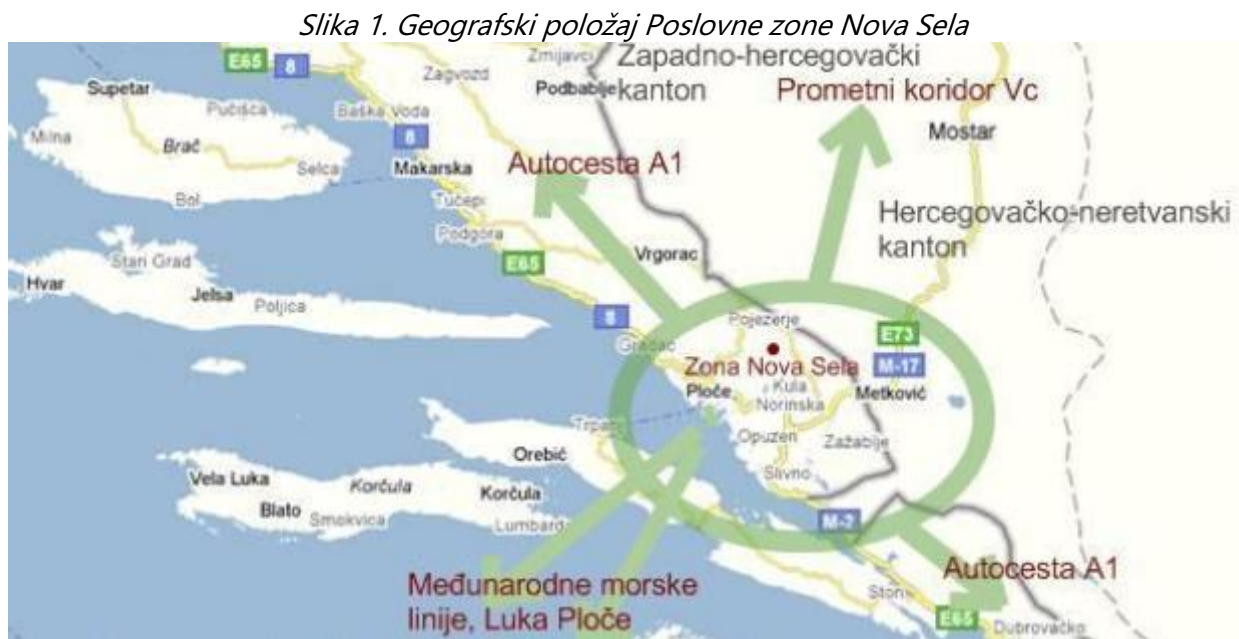 Slika 1. Geografski položaj Poslovne zone Nova Sela
E65
8
Zmijavci
Zapadno-hercegovački
kanton
Zagvozd
Podbablje
Prometni koridor Vc
Supetar
Pučišća
Baška Voda
8
Mostar
Milna
Brač
Selca
Makarska
Autocesta A1
Bol
Tučepi
Podgora
Hercegovačko-neretvanski
kanton
Stari Grad
E65
Vrgorac
Hvar
Jelsa
Poljica
8
Pojezerje
E73
Gradac
Zona Nova Sela
M-17
Ploče
Kula
Norinska
Metković
Trpanj
Opuzen
Zažablje
Orebić
Slivno
Vela Luka
Korčula
Korčula
Blato
Smokvica
Lumbard
M-2
Autocesta A1
Međunarodne morske
linije, Luka Ploče
Ston
E65
Dubrovačko